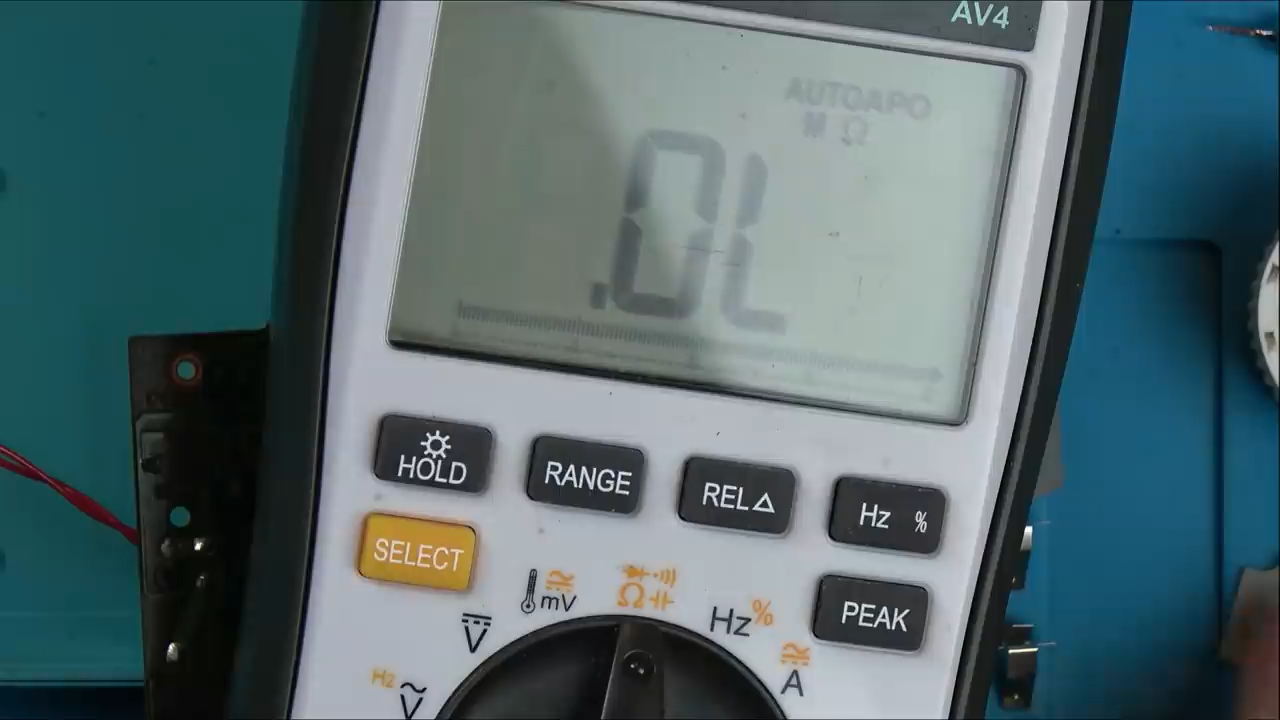 AV4
AUTOAPO
M Ω
.0L
HOLD
RANGE
REL△
Hz %
SELECT
mV
Ω
Hz%
PEAK
V
A
Hz
V